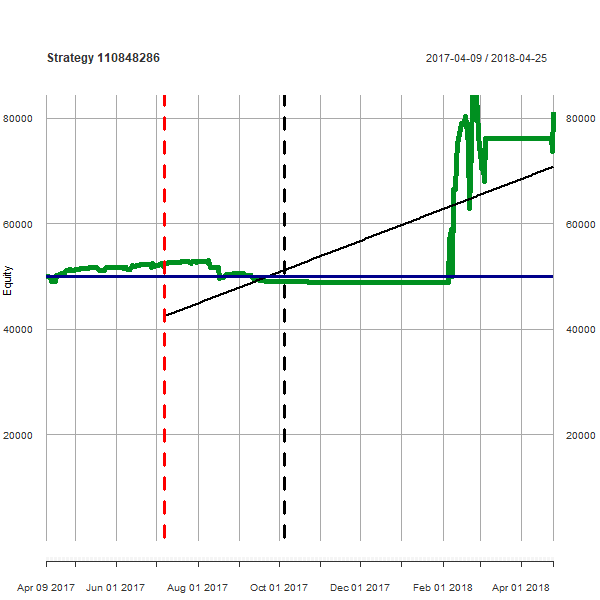 Strategy 110848286
2017-04-09 / 2018-04-25
80000
80000
60000
60000
Equity
40000
40000
20000
20000
Apr 09 2017
Jun 01 2017
Aug 01 2017
Oct 01 2017
Dec 01 2017
Feb 01 2018
Apr 01 2018